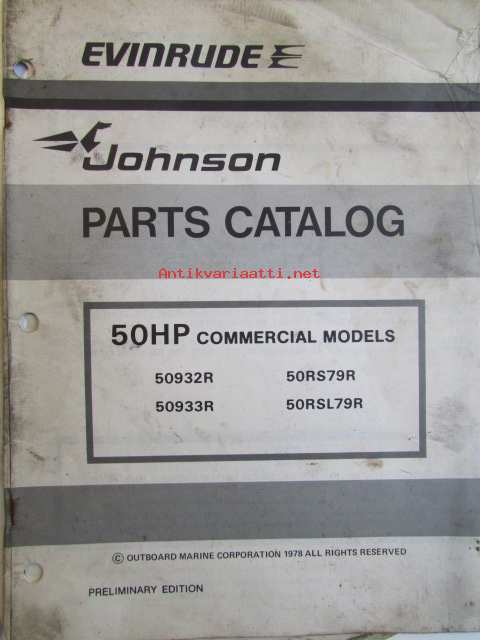 EVINRUDE
Johnson
PARTS CATALOG
Antikvariaatti.net
50HP COMMERCIAL MODELS
50932R 50RS79R
50933R 50RSL79R
© OUTBOARD MARINE CORPORATION 1978 ALL RIGHTS RESERVED
PRELIMINARY EDITION